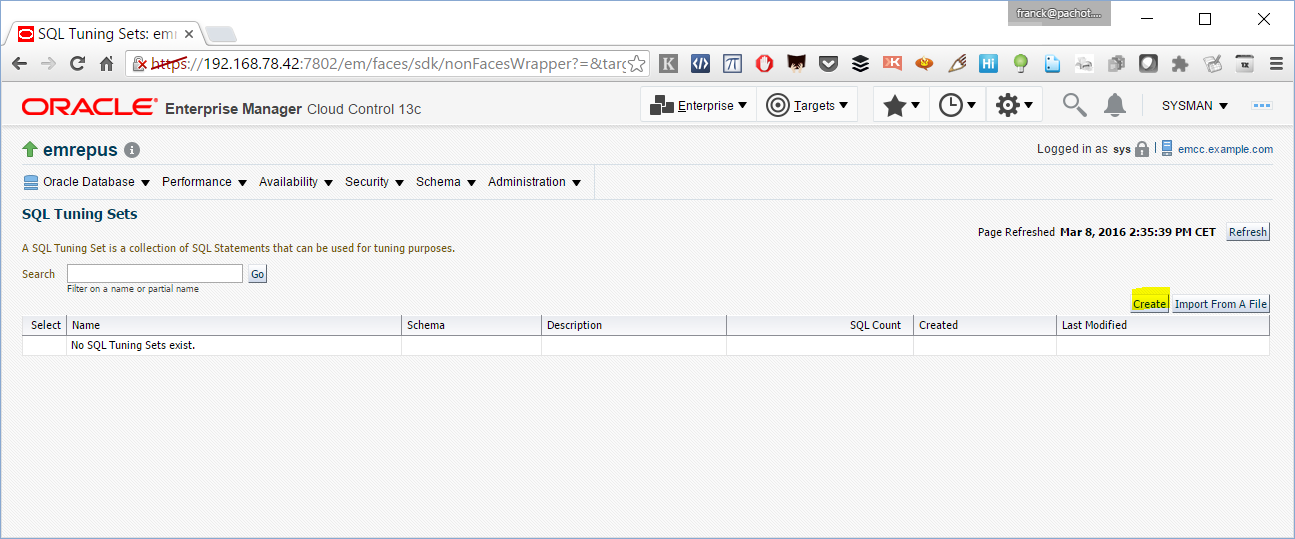 franck@pachot....
SQL Tuning Sets: em
https://192.168.78.42:7802/em/faces/sdk/nonFacesWrapper?=&targ
ORACLE Enterprise Manager Cloud Control 13c
Enterprise Targets SYSMAN
emrepus
Logged in as sys | emcc.example.com
Oracle Database Performance Availability Security Schema Administration
SQL Tuning Sets
Page Refreshed Mar 8, 2016 2:35:39 PM CET Refresh
A SQL Tuning Set is a collection of SQL Statements that can be used for tuning purposes.
Search Go
Filter on a name or partial name
Create Import From A File
Select Name Schema Description SQL Count Created Last Modified
No SQL Tuning Sets exist.